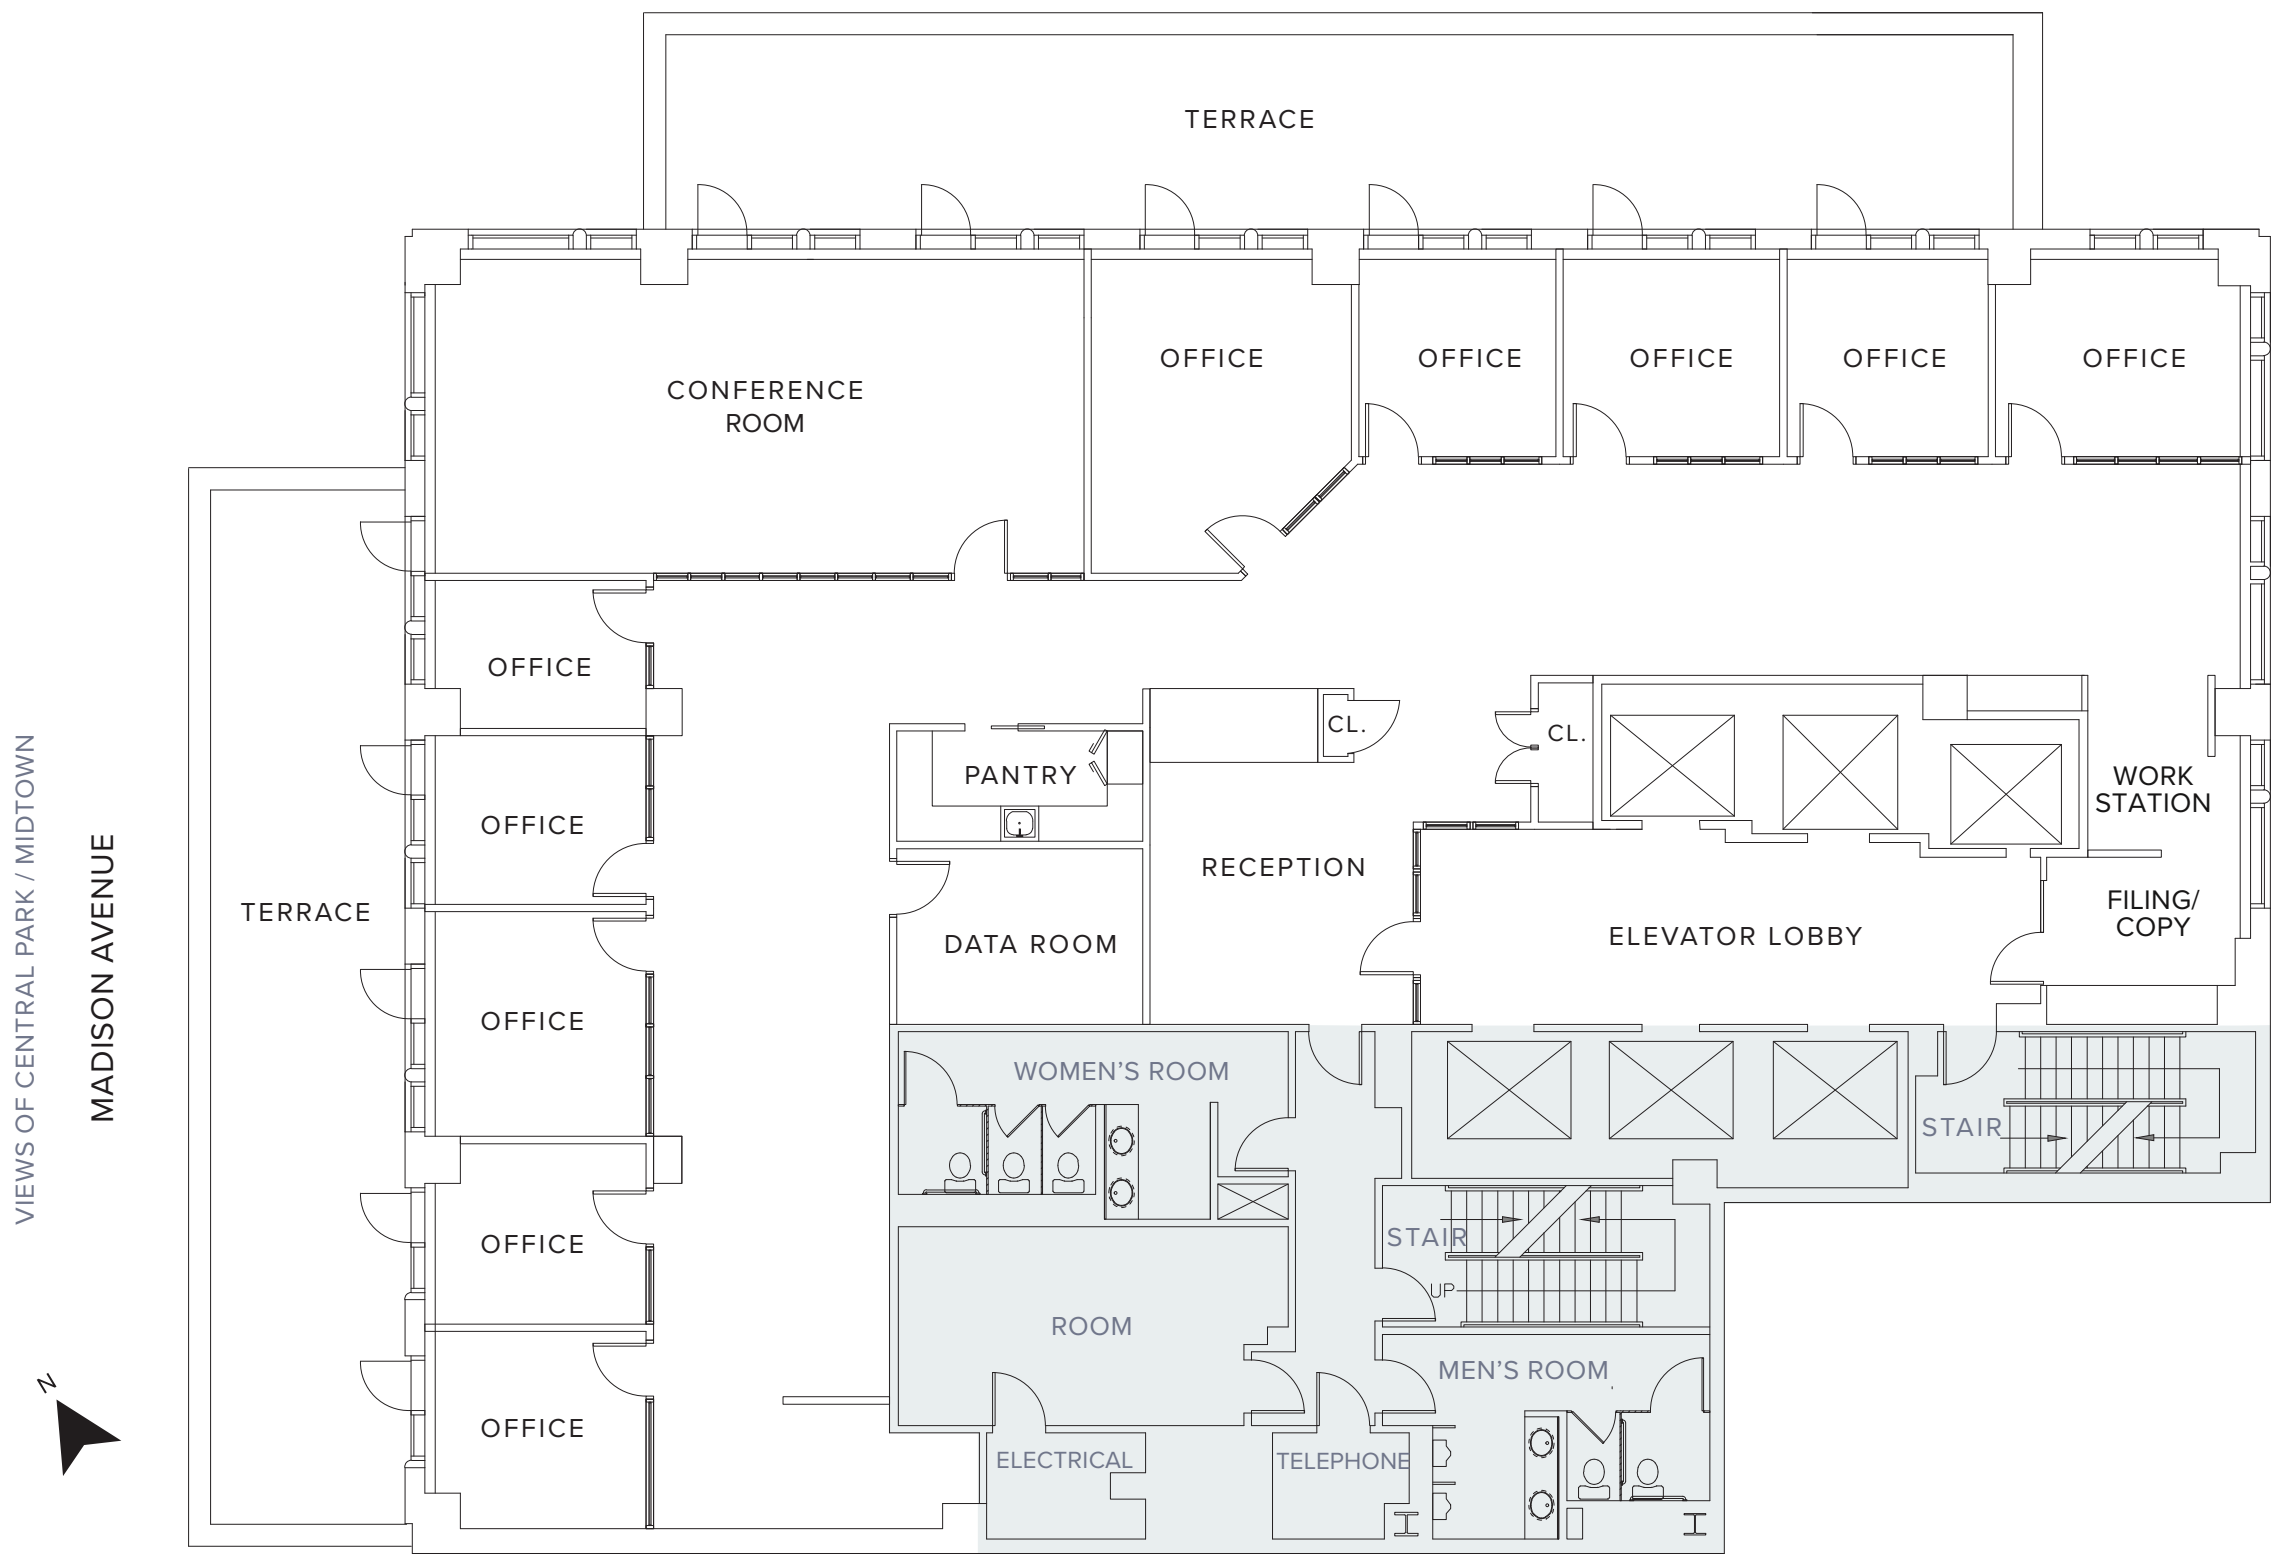 TERRACE
OFFICE
OFFICE
OFFICE
OFFICE
OFFICE
CONFERENCE
ROOM
OFFICE
CL.
CL.
PANTRY
WORK
STATION
OFFICE
RECEPTION
FILING/
COPY
TERRACE
ELEVATOR LOBBY
DATA ROOM
OFFICE
WOMEN’S ROOM
STAIR
OFFICE
STAIR
UP
ROOM
MEN’S ROOM
OFFICE
ELECTRICAL
TELEPHONE
VIEWS OF CENTRAL PARK / MIDTOWN
MADISON AVENUE
N